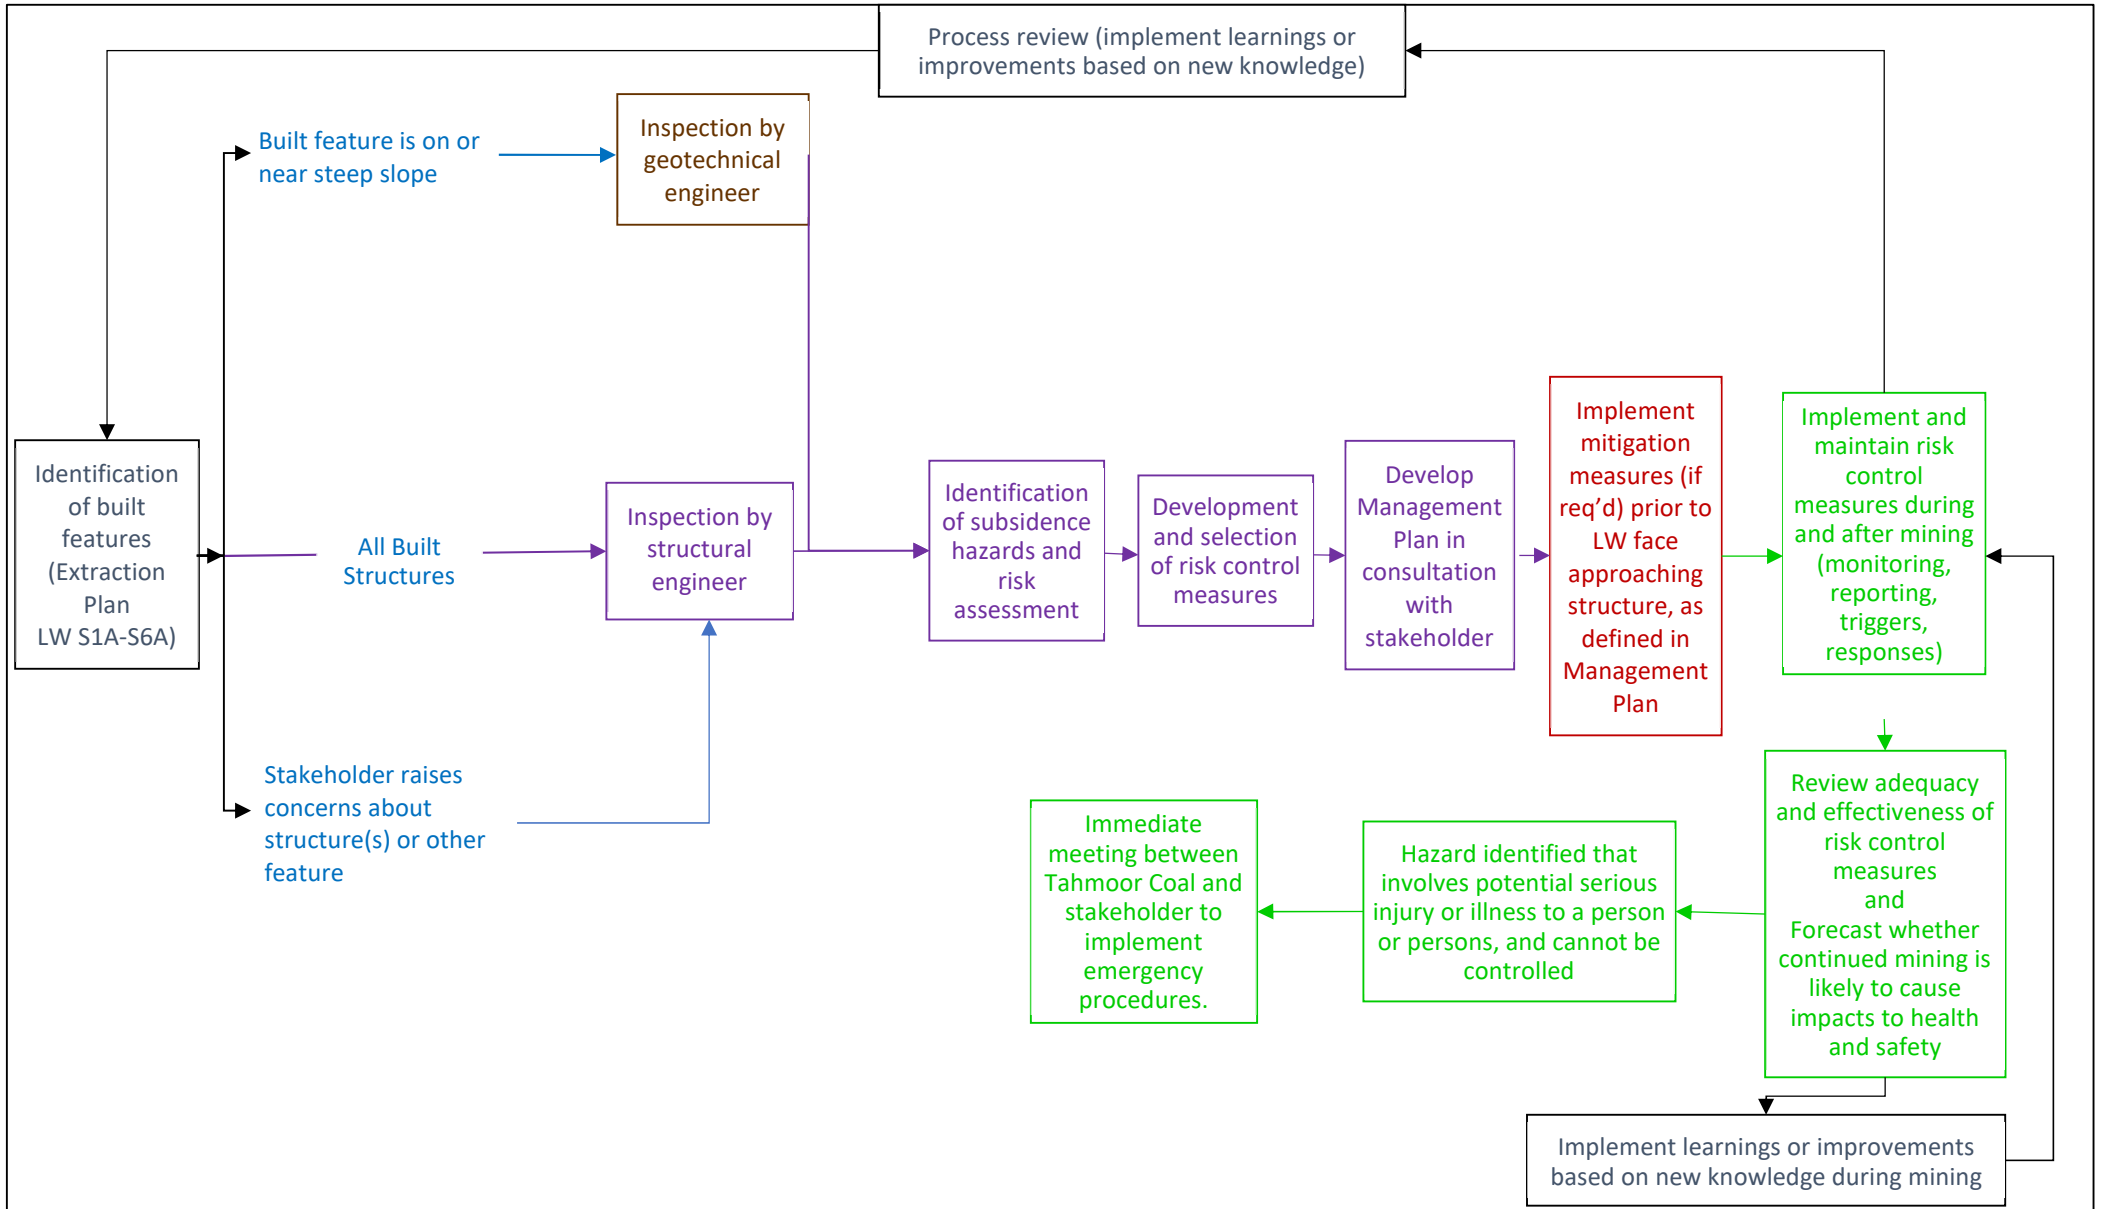 Process review (implement learnings or
improvements based on new knowledge)
Built feature is on or
near steep slope
Inspection by
geotechnical
engineer
Identification
of built
features
(Extraction
Plan
LW S1A-S6A)
All Built
Structures
Inspection by
structural
engineer
Stakeholder raises
concerns about
structure(s) or other
feature
Identification
of subsidence
hazards and
risk
assessment
Development
and selection
of risk control
measures
Develop
Management
Plan in
consultation
with
stakeholder
Implement
mitigation
measures (if
req’d) prior to
LW face
approaching
structure, as
defined in
Management
Plan
Implement and
maintain risk
control
measures during
and after mining
(monitoring,
reporting,
triggers,
responses)
Review adequacy
and effectiveness of
risk control
measures
and
Forecast whether
continued mining is
likely to cause
impacts to health
and safety
Hazard identified that
involves potential serious
injury or illness to a person
or persons, and cannot be
controlled
Immediate
meeting between
Tahmoor Coal and
stakeholder to
implement
emergency
procedures.
Implement learnings or improvements
based on new knowledge during mining